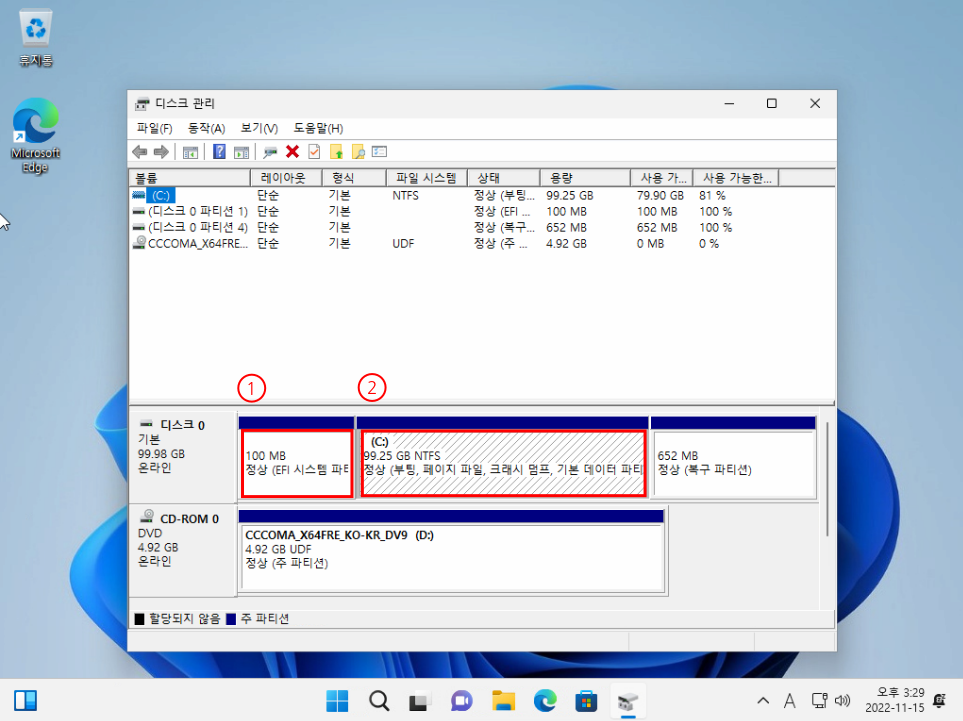 휴지통
Microsoft
Edge
디스크 관리
파일(F) 동작(A) 보기(V) 도움말(H)
볼륨 레이아웃 형식 파일 시스템 상태 용량 사용 가... 사용 가능한...
(C:) 단순 기본 NTFS 정상 (부팅... 99.25 GB 79.90 GB 81 %
(디스크 0 파티션 1) 단순 기본 정상 (EFI ... 100 MB 100 MB 100 %
(디스크 0 파티션 4) 단순 기본 정상 (복구... 652 MB 652 MB 100 %
CCCOMA_X64FRE... 단순 기본 UDF 정상 (주 ... 4.92 GB 0 MB 0 %
① ②
디스크 0
기본
99.98 GB
온라인
100 MB
정상 (EFI 시스템 파티
(C:)
99.25 GB NTFS
정상 (부팅, 페이지 파일, 크래시 덤프, 기본 데이터 파티
652 MB
정상 (복구 파티션)
CD-ROM 0
DVD
4.92 GB
온라인
CCCOMA_X64FRE_KO-KR_DV9 (D:)
4.92 GB UDF
정상 (주 파티션)
할당되지 않음 주 파티션
A
오후 3:29
2022-11-15